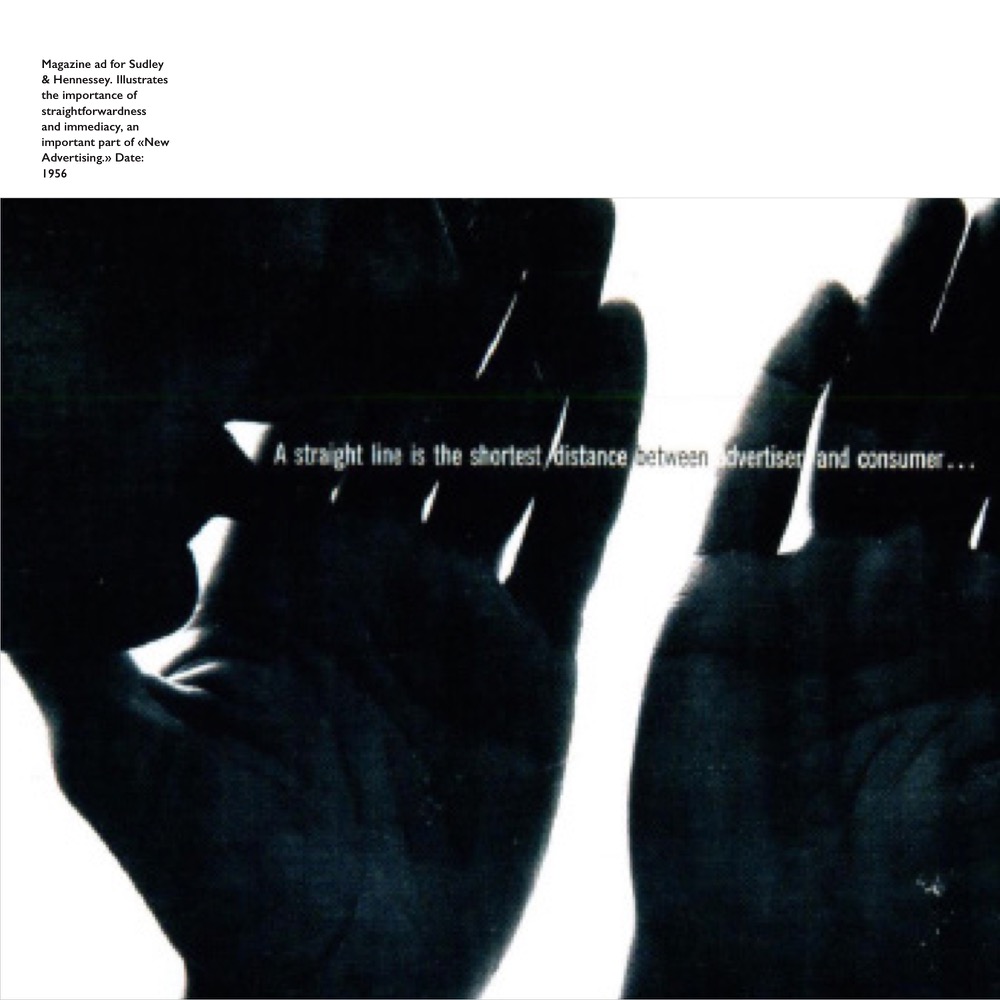 Magazine ad for Sudley
& Hennessey. Illustrates
the importance of
straightforwardness
and immediacy, an
important part of «New
Advertising.» Date:
1956
A straight line is the shortest distance between advertiser and consumer...